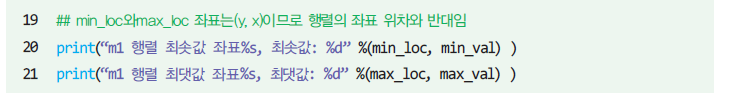 19 ## min_loc와max_loc 좌표는(y, x)이므로 행렬의 좌표 위치와 반대임
20 print(“m1 행렬 최솟값 좌표%s, 최솟값: %d” %(min_loc, min_val) )
21 print(“m1 행렬 최댓값 좌표%s, 최댓값: %d” %(max_loc, max_val) )